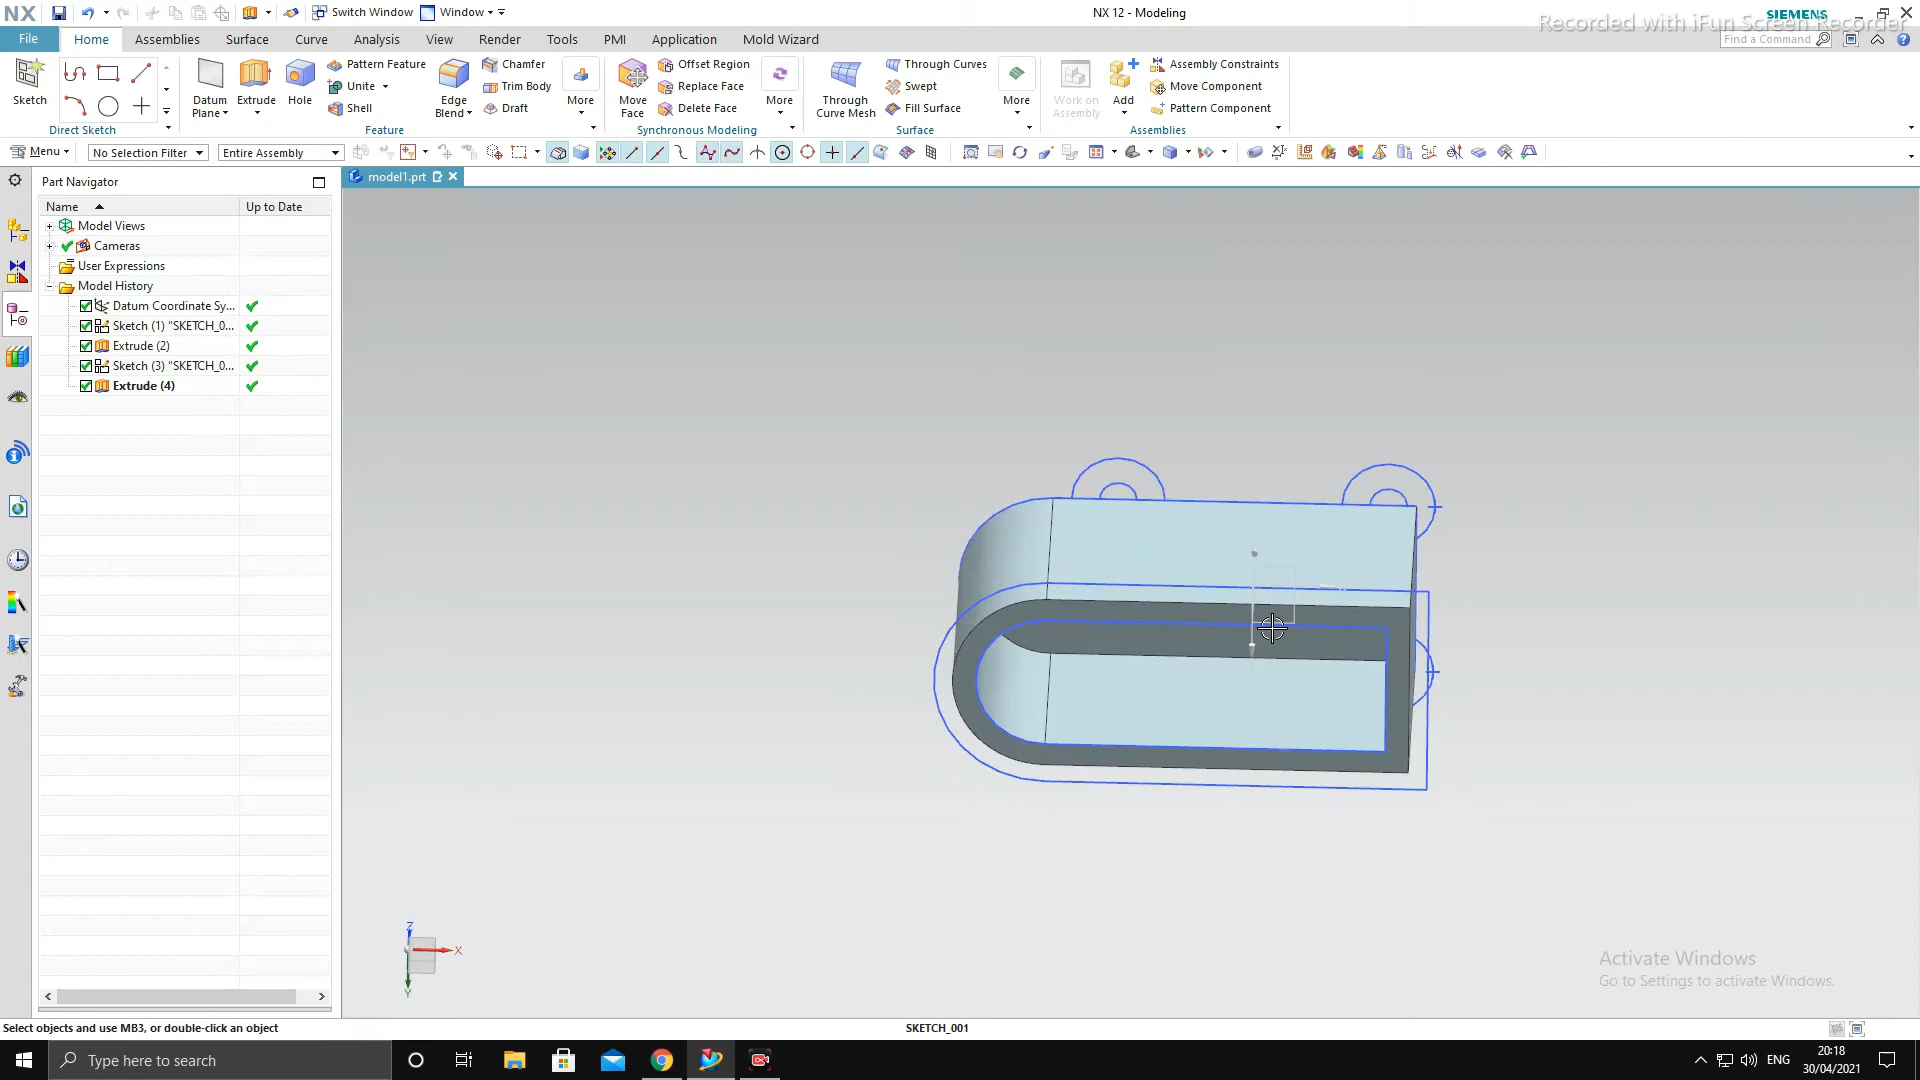 NX
Switch Window
Window
NX 12 - Modeling
SIEMENS
Recorded with iFun Screen Recorder
File
Home
Assemblies
Surface
Curve
Analysis
View
Render
Tools
PMI
Application
Mold Wizard
Find a Command
Sketch
Direct Sketch
Datum Plane
Extrude
Hole
Pattern Feature
Unite
Shell
Edge Blend
Chamfer
Trim Body
Draft
More
Feature
Move Face
Offset Region
Replace Face
Delete Face
More
Synchronous Modeling
Through Curve Mesh
Through Curves
Swept
Fill Surface
More
Surface
Work on Assembly
Add
Assembly Constraints
Move Component
Pattern Component
Assemblies
Menu
No Selection Filter
Entire Assembly
Part Navigator
model1.prt
Name
Up to Date
Model Views
Cameras
User Expressions
Model History
Datum Coordinate Sy...
Sketch (1) "SKETCH_0...
Extrude (2)
Sketch (3) "SKETCH_0...
Extrude (4)
Z
X
Y
Activate Windows
Go to Settings to activate Windows.
Select objects and use MB3, or double-click an object
SKETCH_001
Type here to search
ENG
20:18
30/04/2021